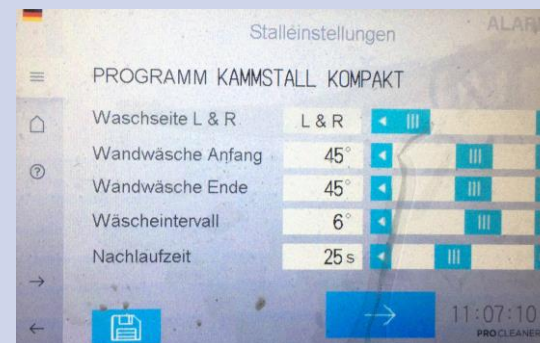 ALAR
Stalleinstellungen
PROGRAMM KAMMSTALL KOMPAKT
Waschseite L & R L & R
Wandwäsche Anfang 45°
Wandwäsche Ende 45°
Wäscheintervall 6°
Nachlaufzeit 25 s
11:07:10
PROCLEANER